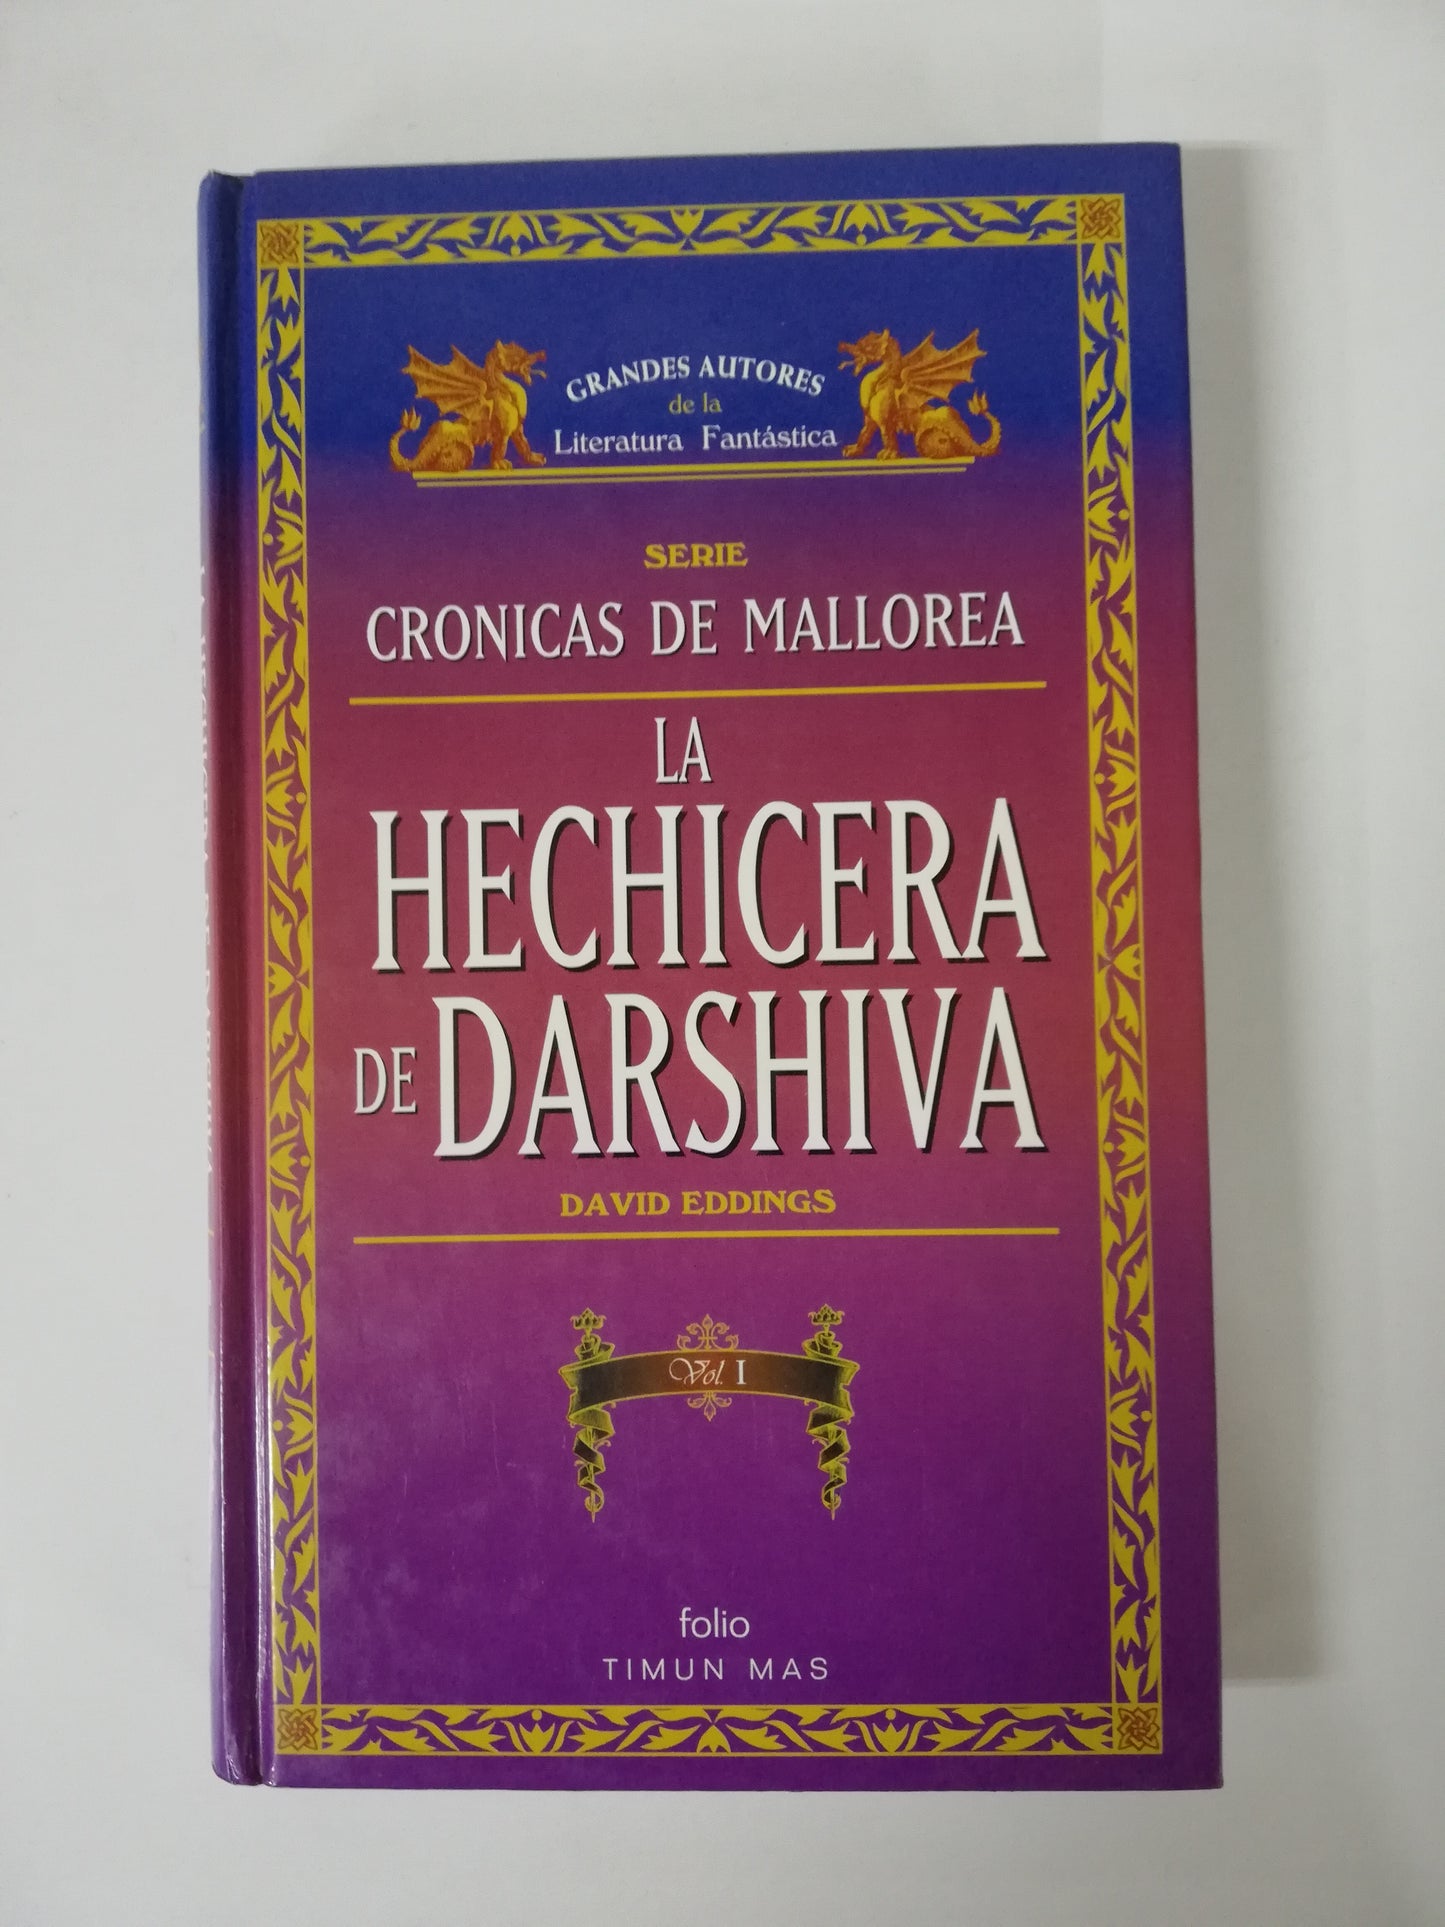 GRANDES AUTORES
de la
Literatura Fantástica
SERIE
CRONICAS DE MALLOREA
LA
HECHICERA
DE DARSHIVA
DAVID EDDINGS
Vol. I
folio
TIMUN MAS